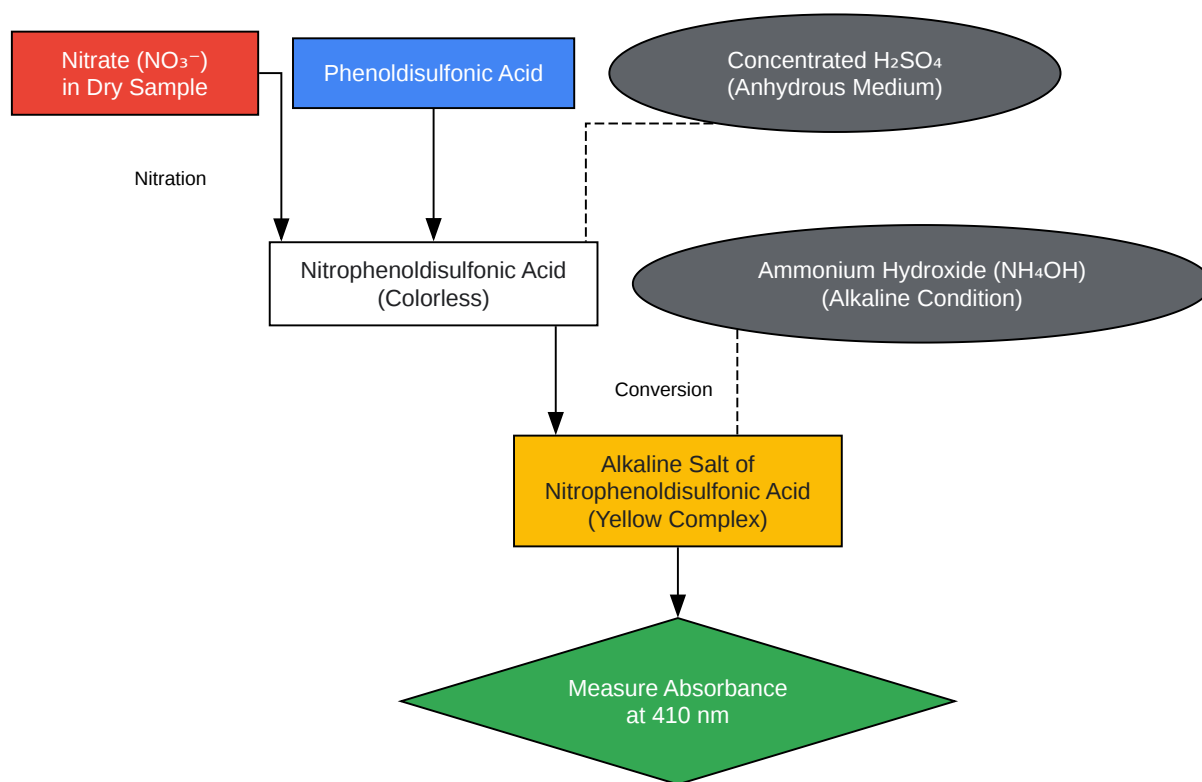 Nitrate (NO₃⁻)
in Dry Sample
Phenoldisulfonic Acid
Concentrated H₂SO₄
(Anhydrous Medium)
Nitration
Nitrophenoldisulfonic Acid
(Colorless)
Ammonium Hydroxide (NH₄OH)
(Alkaline Condition)
Conversion
Alkaline Salt of
Nitrophenoldisulfonic Acid
(Yellow Complex)
Measure Absorbance
at 410 nm